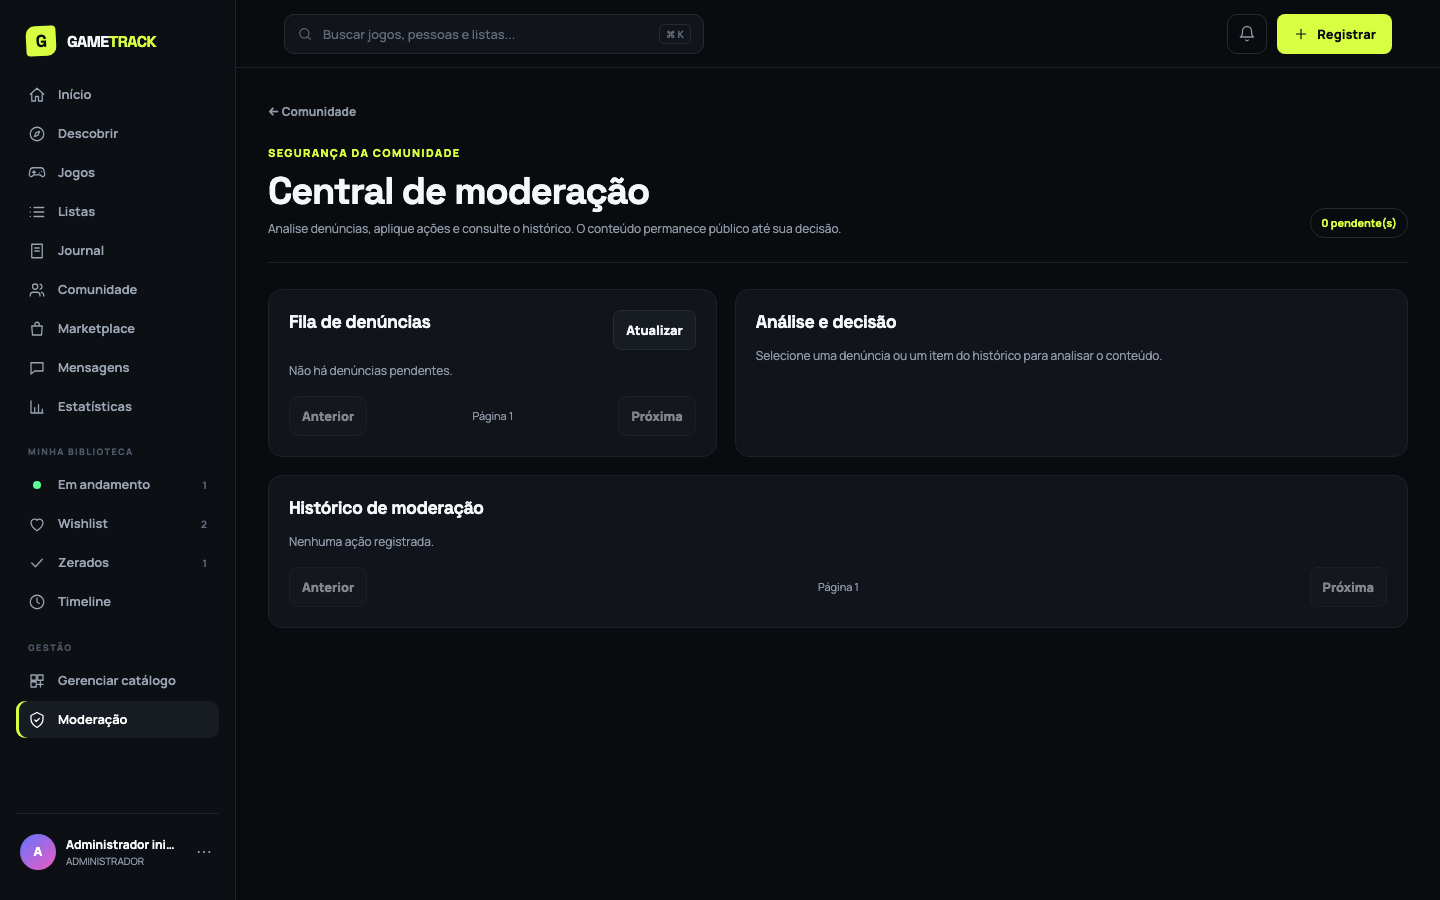 G GAMETRACK
Buscar jogos, pessoas e listas...
⌘ K
Registrar
Início
Descobrir
Jogos
Listas
Journal
Comunidade
Marketplace
Mensagens
Estatísticas
MINHA BIBLIOTECA
Em andamento 1
Wishlist 2
Zerados 1
Timeline
GESTÃO
Gerenciar catálogo
Moderação
A
Administrador ini...
ADMINISTRADOR
← Comunidade
SEGURANÇA DA COMUNIDADE
Central de moderação
Analise denúncias, aplique ações e consulte o histórico. O conteúdo permanece público até sua decisão.
0 pendente(s)
Fila de denúncias
Atualizar
Não há denúncias pendentes.
Anterior Página 1 Próxima
Análise e decisão
Selecione uma denúncia ou um item do histórico para analisar o conteúdo.
Histórico de moderação
Nenhuma ação registrada.
Anterior Página 1 Próxima